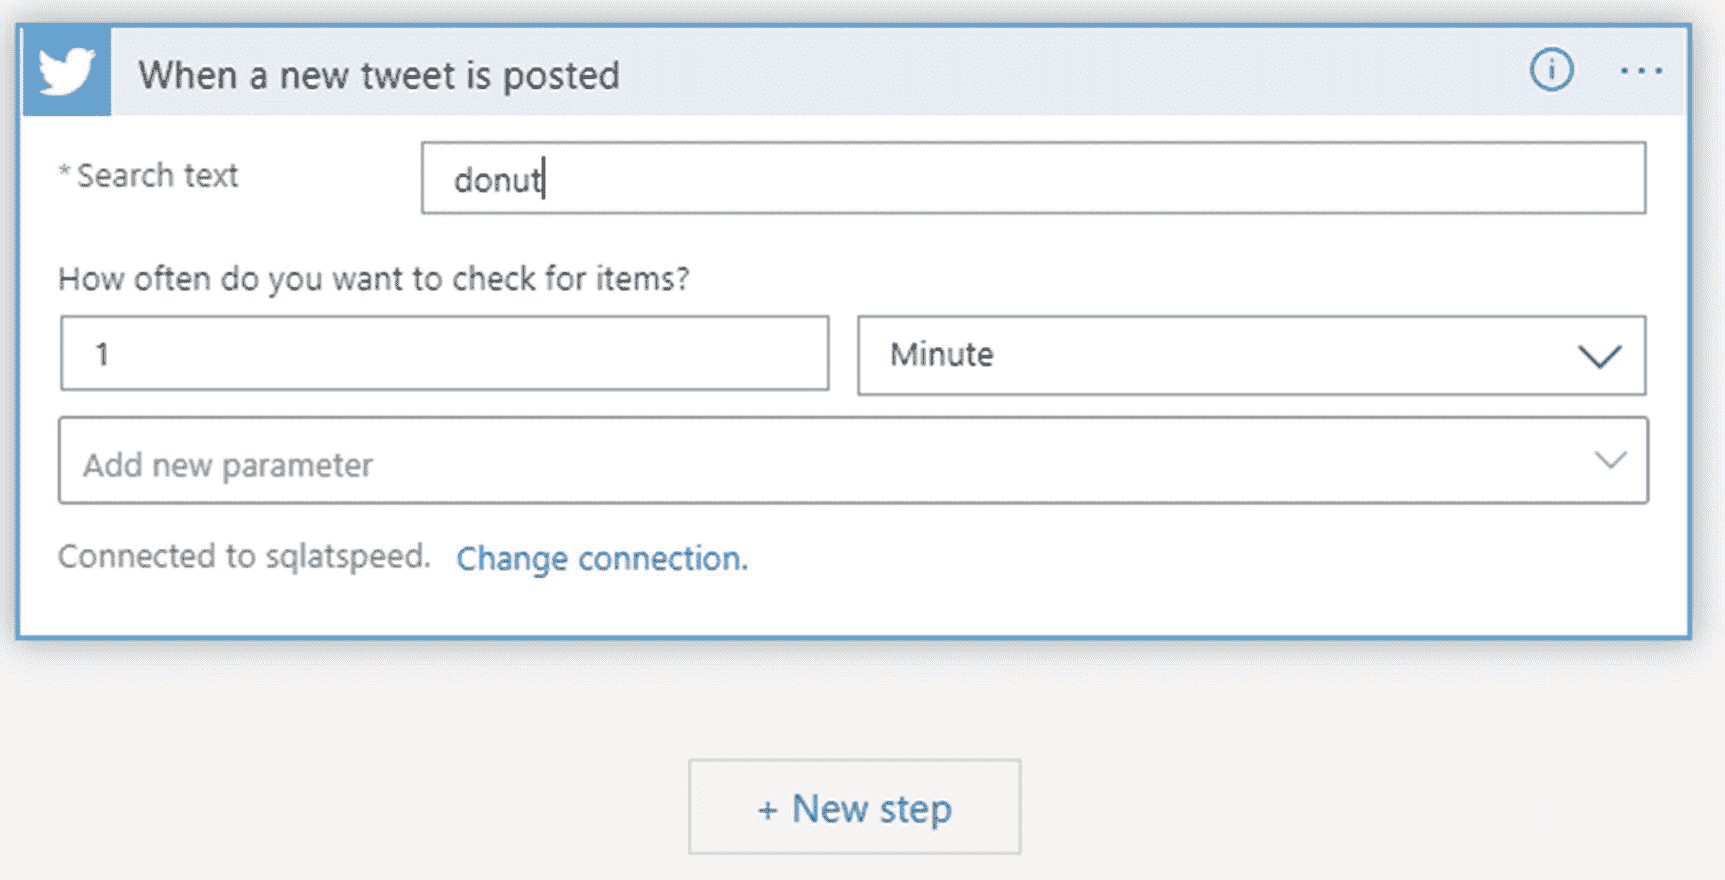 When a new tweet is posted
* Search text
donut
How often do you want to check for items?
1
Minute
Add new parameter
Connected to sqlatspeed. Change connection.
+ New step